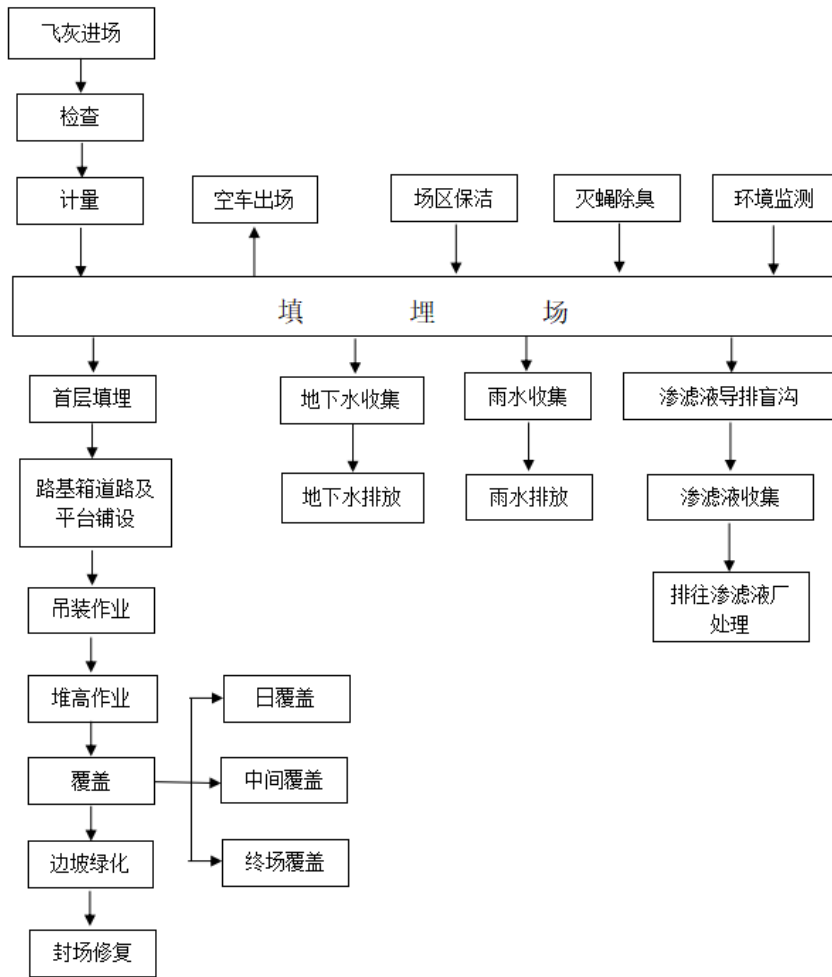 飞灰进场
检查
计量
空车出场
场区保洁
灭蝇除臭
环境监测
填 埋 场
首层填埋
地下水收集
雨水收集
渗滤液导排盲沟
路基箱道路及
平台铺设
地下水排放
雨水排放
渗滤液收集
吊装作业
排往渗滤液厂
处理
堆高作业
日覆盖
覆盖
中间覆盖
边坡绿化
终场覆盖
封场修复